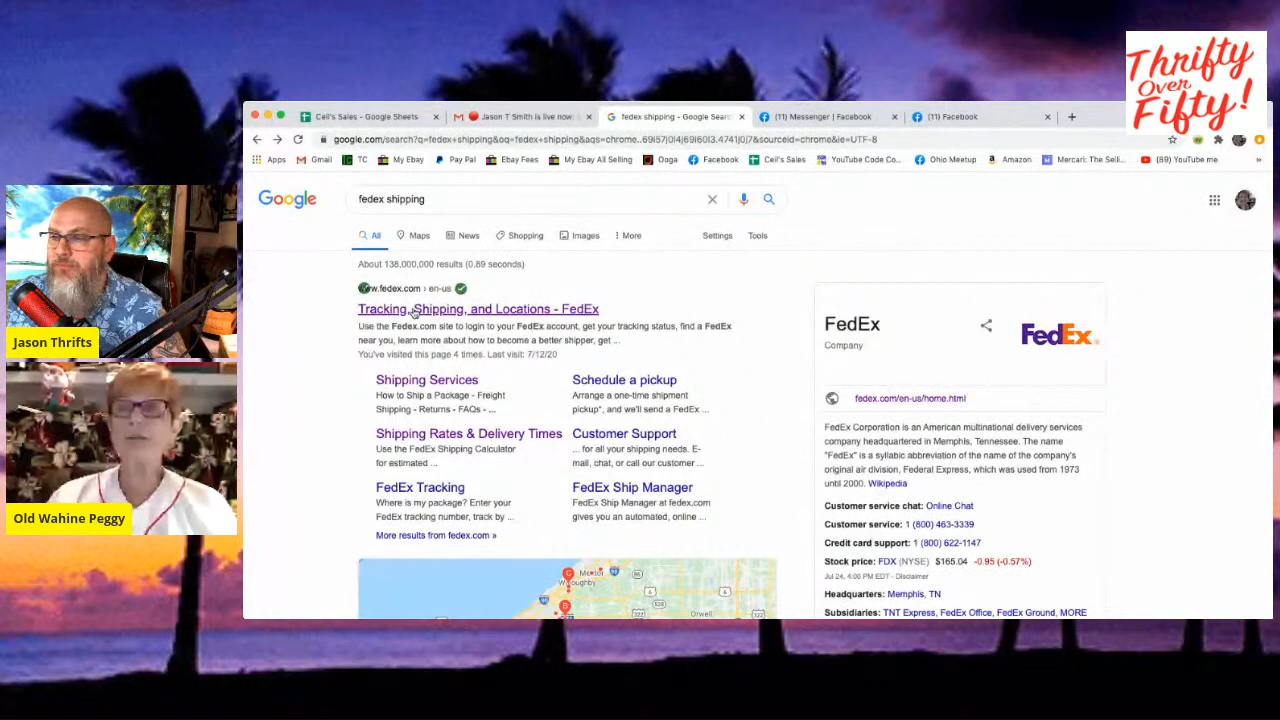 Thrifty
Over
Fifty!
Ceil's Sales - Google Sheets
Jason T Smith is live now:
fedex shipping - Google Searc
(11) Messenger | Facebook
(11) Facebook
google.com/search?q=fedex+shipping&oq=fedex+shipping&aqs=chrome..69i57j0l4j69i60l3.4741j0j7&sourceid=chrome&ie=UTF-8
Apps
Gmail
TC
My Ebay
Pay Pal
Ebay Fees
My Ebay All Selling
Ooga
Facebook
Ceil's Sales
YouTube Code Co...
Ohio Meetup
Amazon
Mercari: The Selli...
(69) YouTube me
»
Google
fedex shipping
All
Maps
News
Shopping
Images
More
Settings
Tools
About 138,000,000 results (0.89 seconds)
www.fedex.com › en-us
Tracking, Shipping, and Locations - FedEx
Use the Fedex.com site to login to your FedEx account, get your tracking status, find a FedEx
near you, learn more about how to become a better shipper, get ...
You've visited this page 4 times. Last visit: 7/12/20
Shipping Services
How to Ship a Package - Freight
Shipping - Returns - FAQs - ...
Schedule a pickup
Arrange a one-time shipment
pickup*, and we'll send a FedEx ...
Shipping Rates & Delivery Times
Use the FedEx Shipping Calculator
for estimated ...
Customer Support
... for all your shipping needs. E-
mail, chat, or call our customer ...
FedEx Tracking
Where is my package? Enter your
FedEx tracking number, track by ...
FedEx Ship Manager
FedEx Ship Manager at fedex.com
gives you an automated, online ...
More results from fedex.com »
Mentor
Willoughby
C
B
90
86
322
608
Orwell
322
FedEx
Company
FedEx
fedex.com/en-us/home.html
FedEx Corporation is an American multinational delivery services
company headquartered in Memphis, Tennessee. The name
"FedEx" is a syllabic abbreviation of the name of the company's
original air division, Federal Express, which was used from 1973
until 2000. Wikipedia
Customer service chat: Online Chat
Customer service: 1 (800) 463-3339
Credit card support: 1 (800) 622-1147
Stock price: FDX (NYSE) $165.04 -0.95 (-0.57%)
Jul 24, 4:00 PM EDT - Disclaimer
Headquarters: Memphis, TN
Subsidiaries: TNT Express, FedEx Office, FedEx Ground, MORE
Jason Thrifts
Old Wahine Peggy